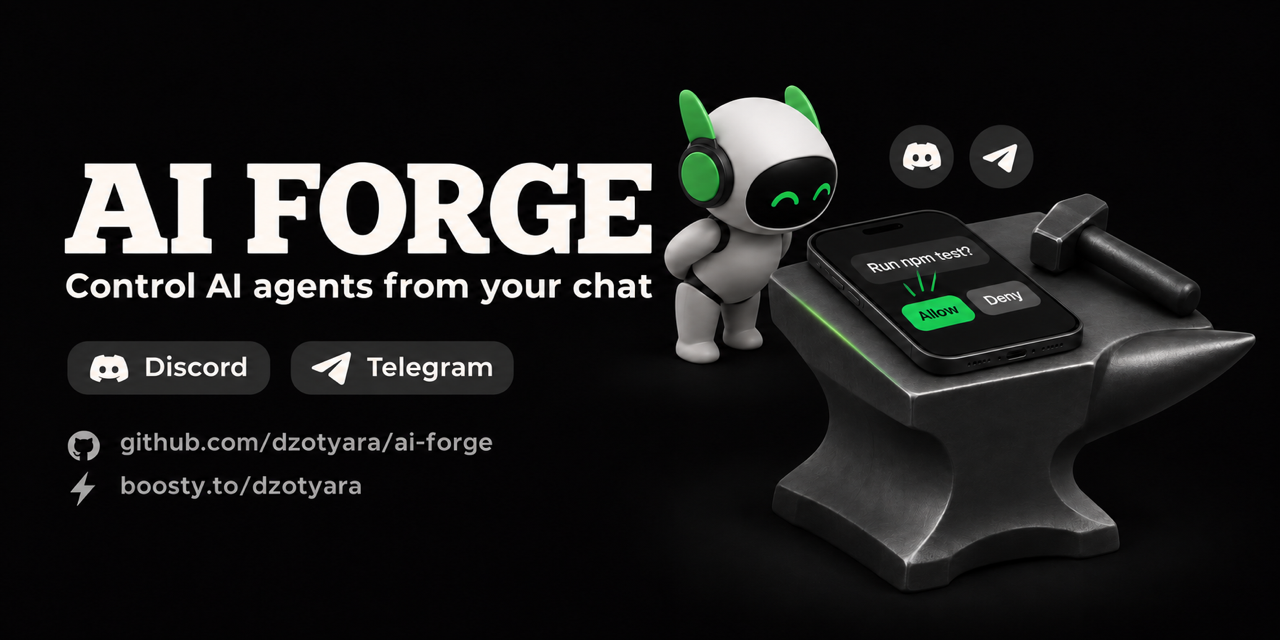 AI FORGE
Control AI agents from your chat
Discord
Telegram
github.com/dzotyara/ai-forge
boosty.to/dzotyara
Run npm test?
Allow
Deny